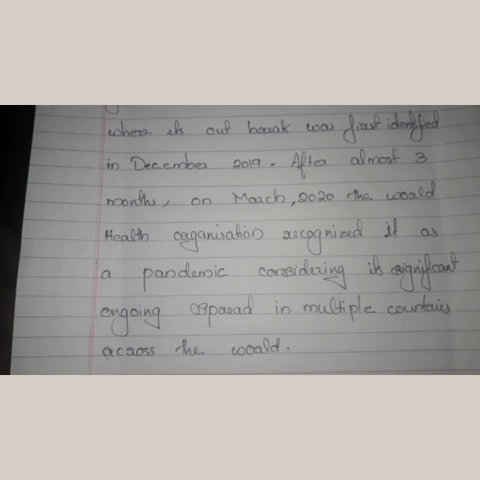 where its out break was first identified
in December 2019. After almost 3
months, on March, 2020 the world
Health organisation recognized it as
a pandemic considering its significant
ongoing spread in multiple countries
across the world.